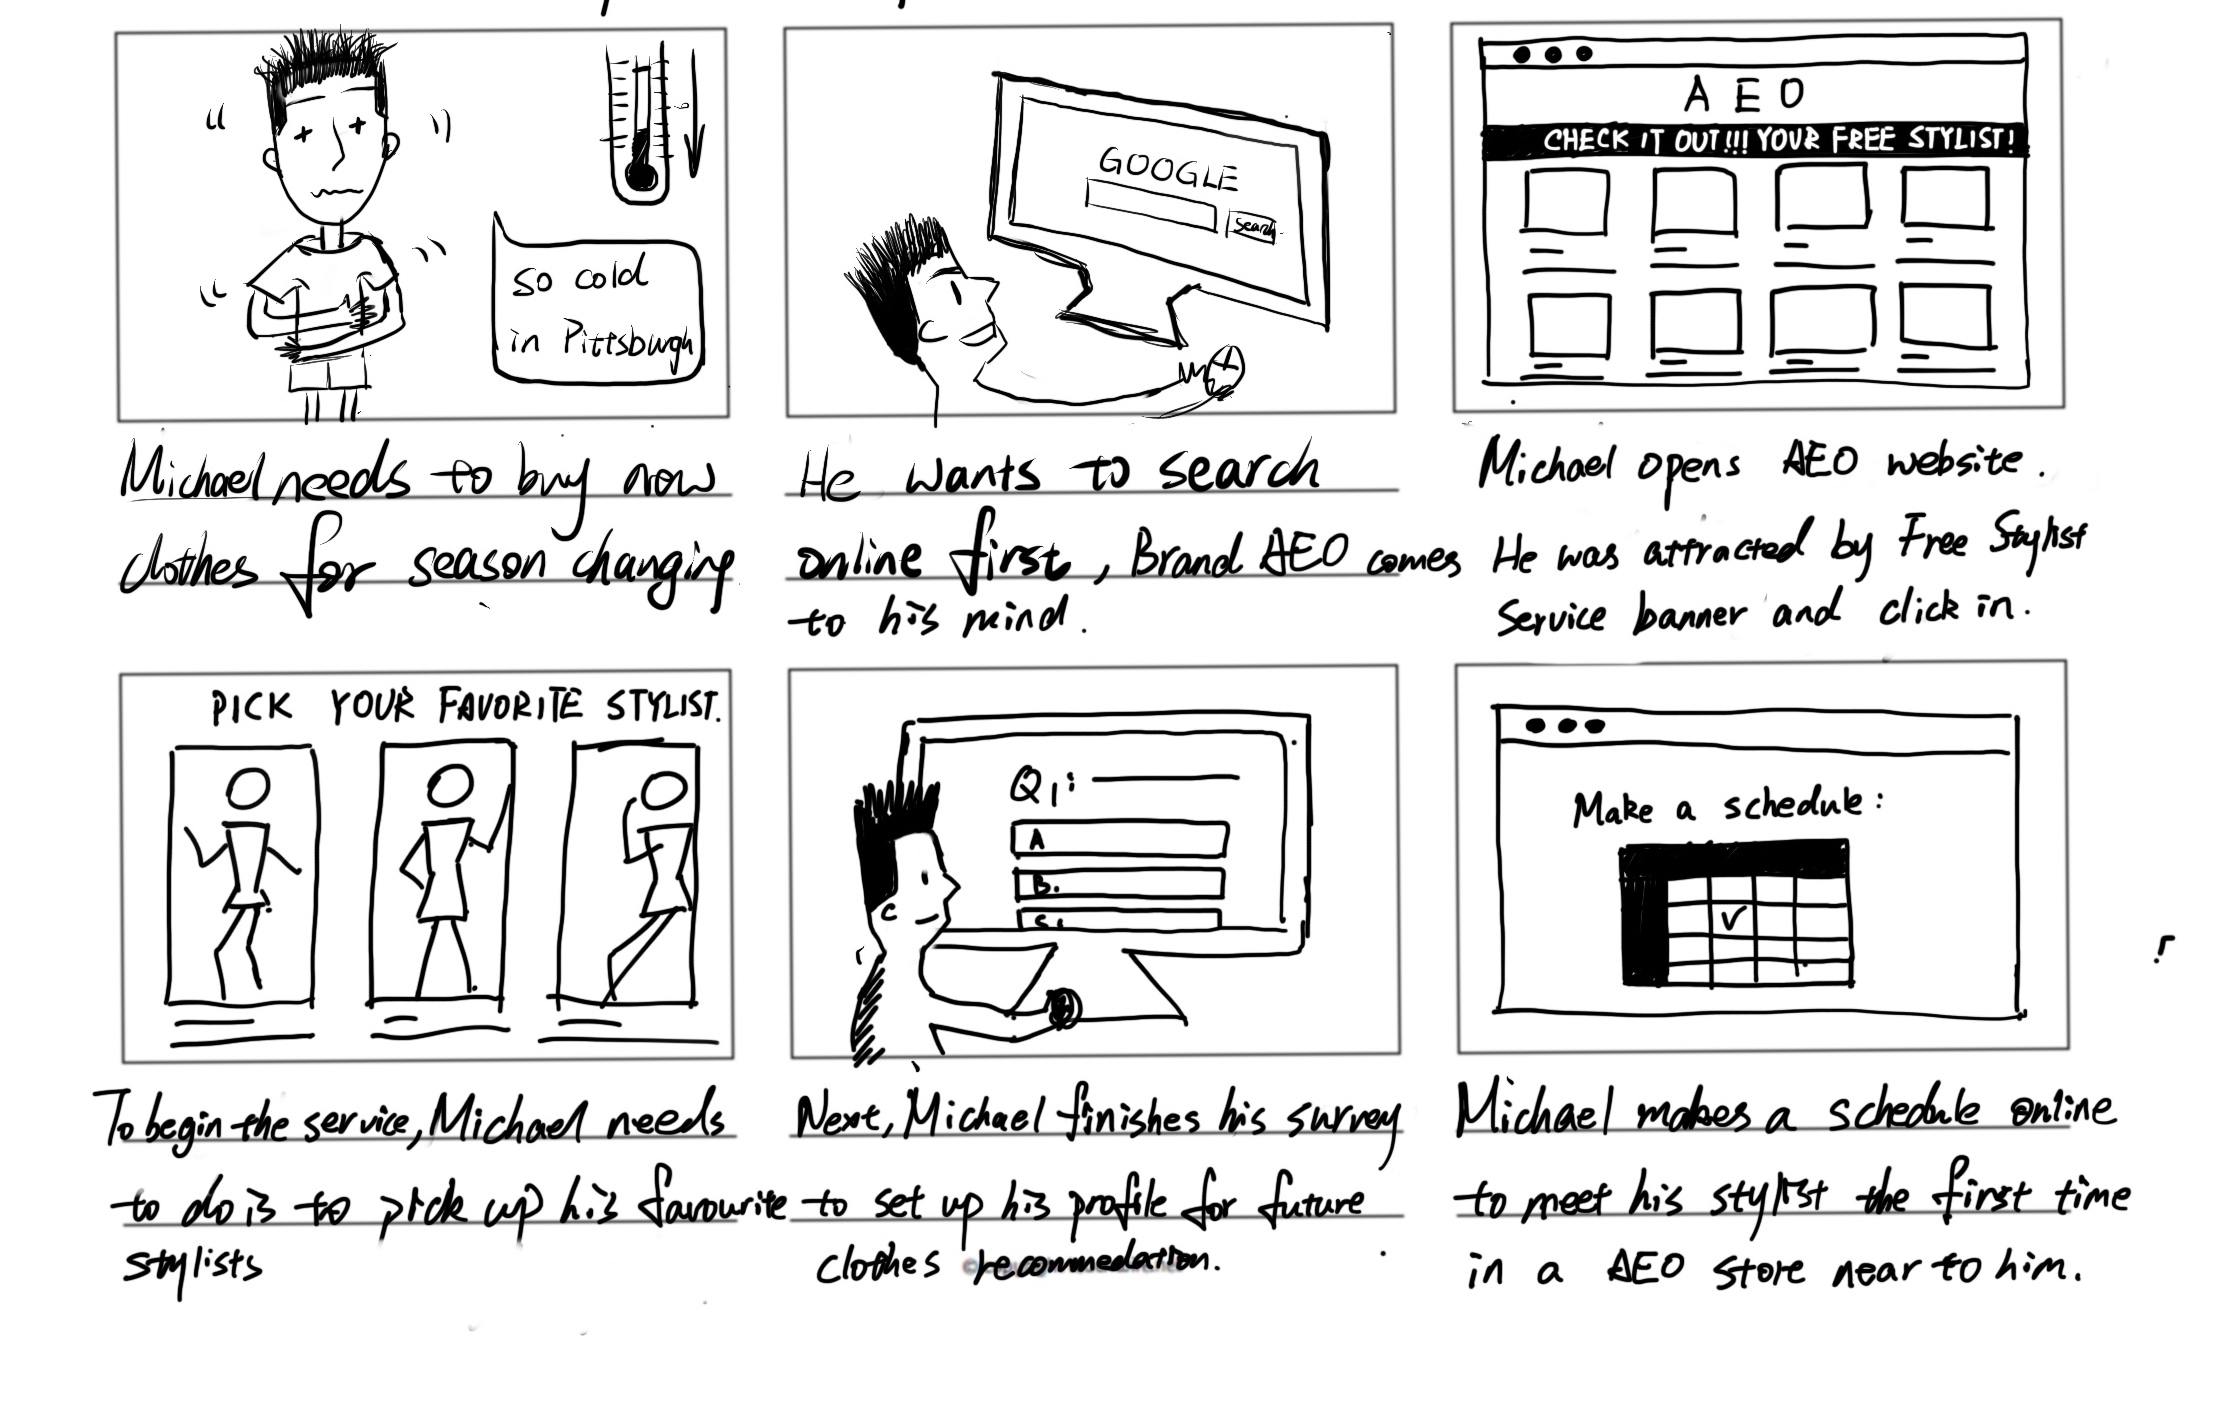 so cold
in Pittsburgh
Michael needs to buy now
clothes for season changing
GOOGLE
Search
He wants to search
online first, Brand AEO comes
to his mind.
AEO
CHECK IT OUT!!! YOUR FREE STYLIST!
Michael opens AEO website.
He was attracted by Free Stylist
Service banner and click in.
PICK YOUR FAVORITE STYLIST.
To begin the service, Michael needs
to do is to pick up his favourite
stylists
Q1:
A
B.
Next, Michael finishes his survey
to set up his profile for future
clothes recommedation.
Make a schedule:
Michael makes a schedule online
to meet his stylist the first time
in a AEO store near to him.